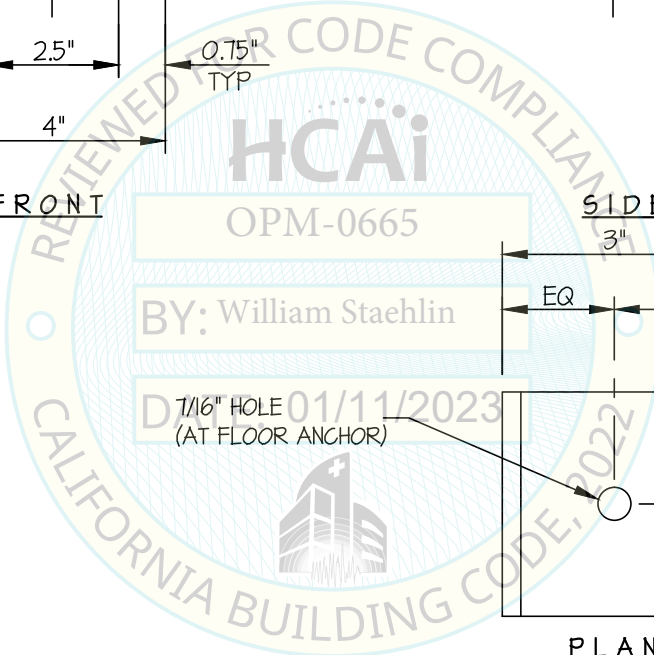 2.5"
0.75"
TYP
4"
REVIEWED FOR CODE COMPLIANCE
HCAi
FRONT
SIDE
OPM-0665
3"
BY: William Staehlin
EQ
DATE: 01/11/2023
7/16" HOLE
(AT FLOOR ANCHOR)
CALIFORNIA BUILDING CODE, 2022
PLAN